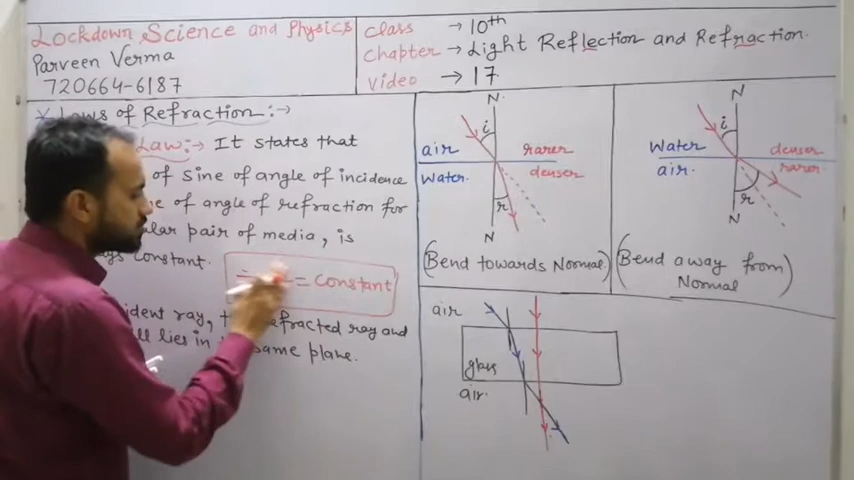 Lockdown Science and Physics
Parveen Verma
720664-6187
Class → 10th
Chapter → Light Reflection and Refraction.
Video → 17
Laws of Refraction:→
Law:→ It states that
of sine of angle of incidence
of angle of refraction for
pair of media, is
constant.
= Constant
ident ray, refracted ray and
lies in same plane.
N
i
air
rarer
water
denser
r
N
(Bend towards Normal)
N
i
water
denser
air
rarer
r
N
(Bend away from
Normal)
air
glass
air